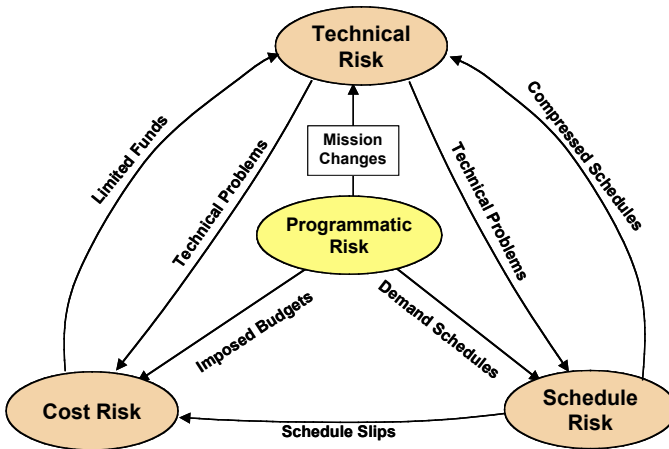 Technical
Risk
Limited Funds
Technical Problems
Mission
Changes
Technical Problems
Compressed Schedules
Programmatic
Risk
Imposed Budgets
Demand Schedules
Cost Risk
Schedule Slips
Schedule
Risk